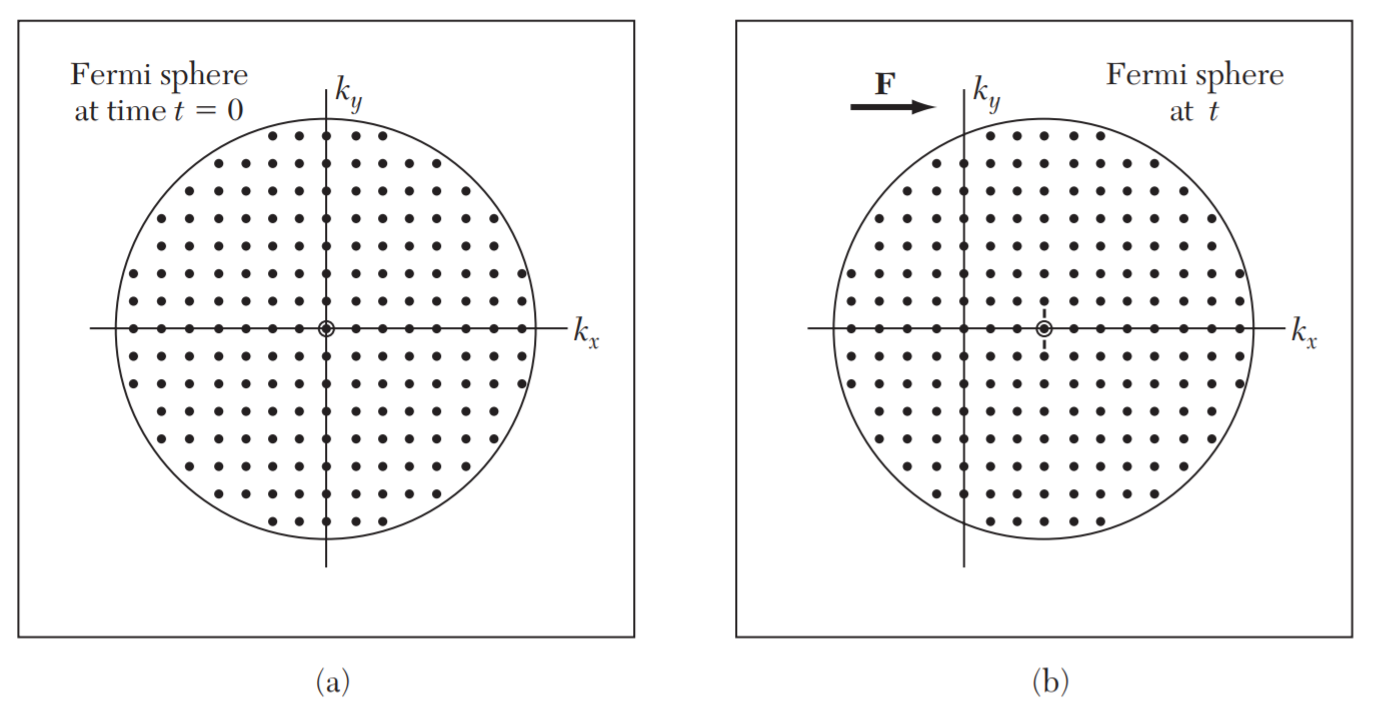 Fermi sphere
at time t = 0
k_y
k_x
(a)
F
k_y
Fermi sphere
at t
k_x
(b)